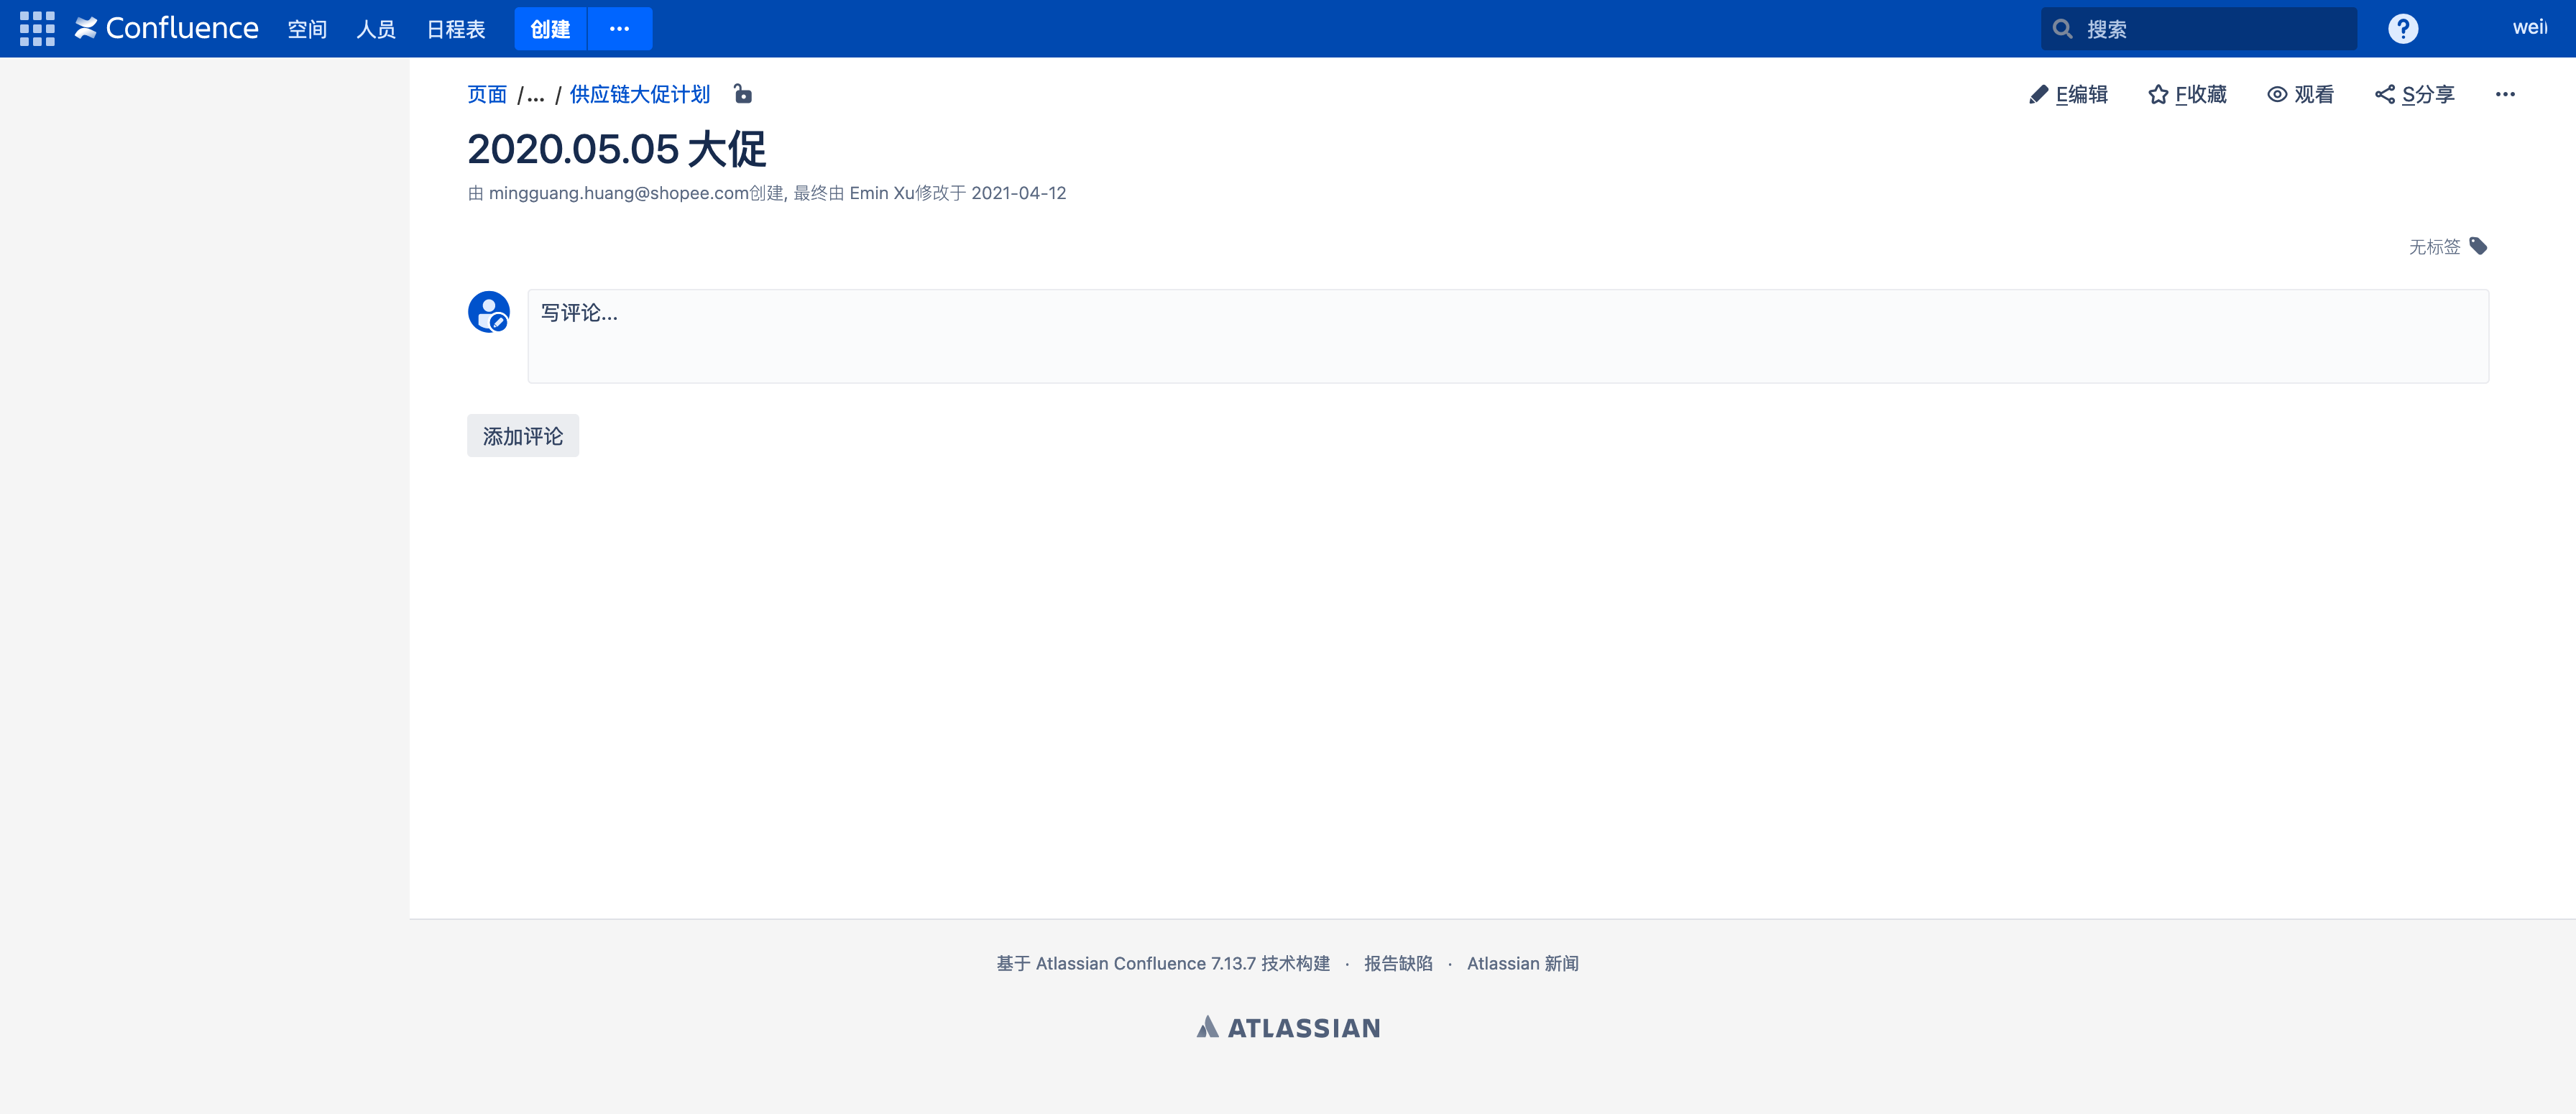 Confluence 空间 人员 日程表 创建 ··· 搜索 ?
页面 /... / 供应链大促计划 E编辑 F收藏 观看 S分享 ···
2020.05.05 大促
由 mingguang.huang@shopee.com创建, 最终由 Emin Xu修改于 2021-04-12
无标签
写评论...
添加评论
基于 Atlassian Confluence 7.13.7 技术构建 · 报告缺陷 · Atlassian 新闻
ATLASSIAN